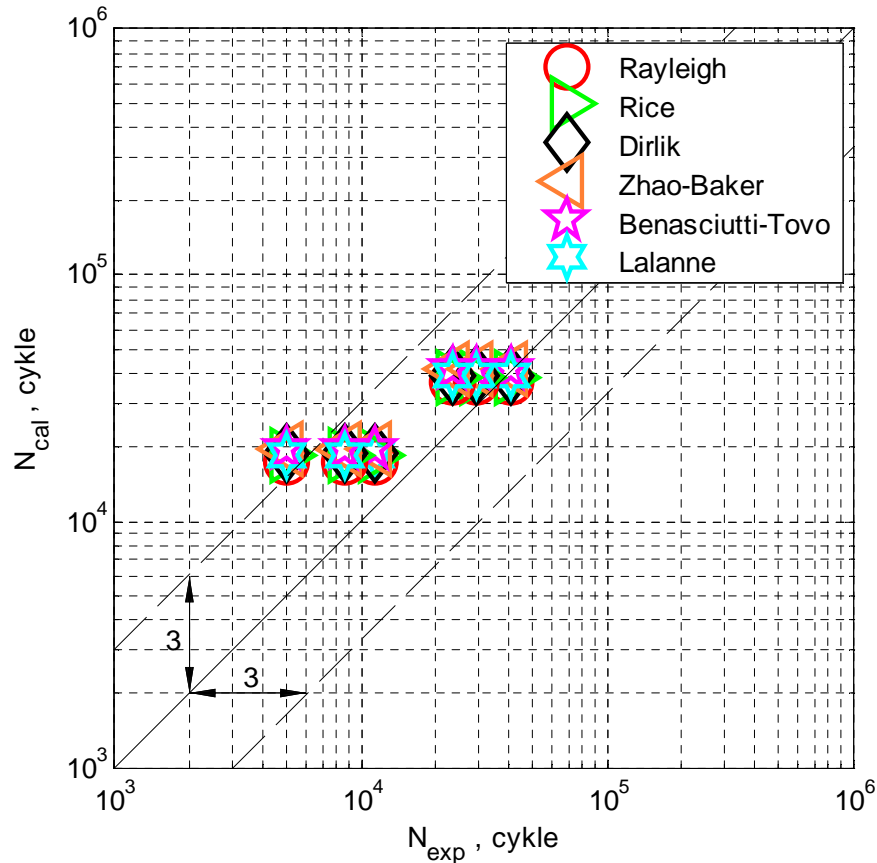 10^6
10^5
10^4
10^3
N_cal , cykle
Rayleigh
Rice
Dirlik
Zhao-Baker
Benasciutti-Tovo
Lalanne
3
3
10^3
10^4
10^5
10^6
N_exp , cykle